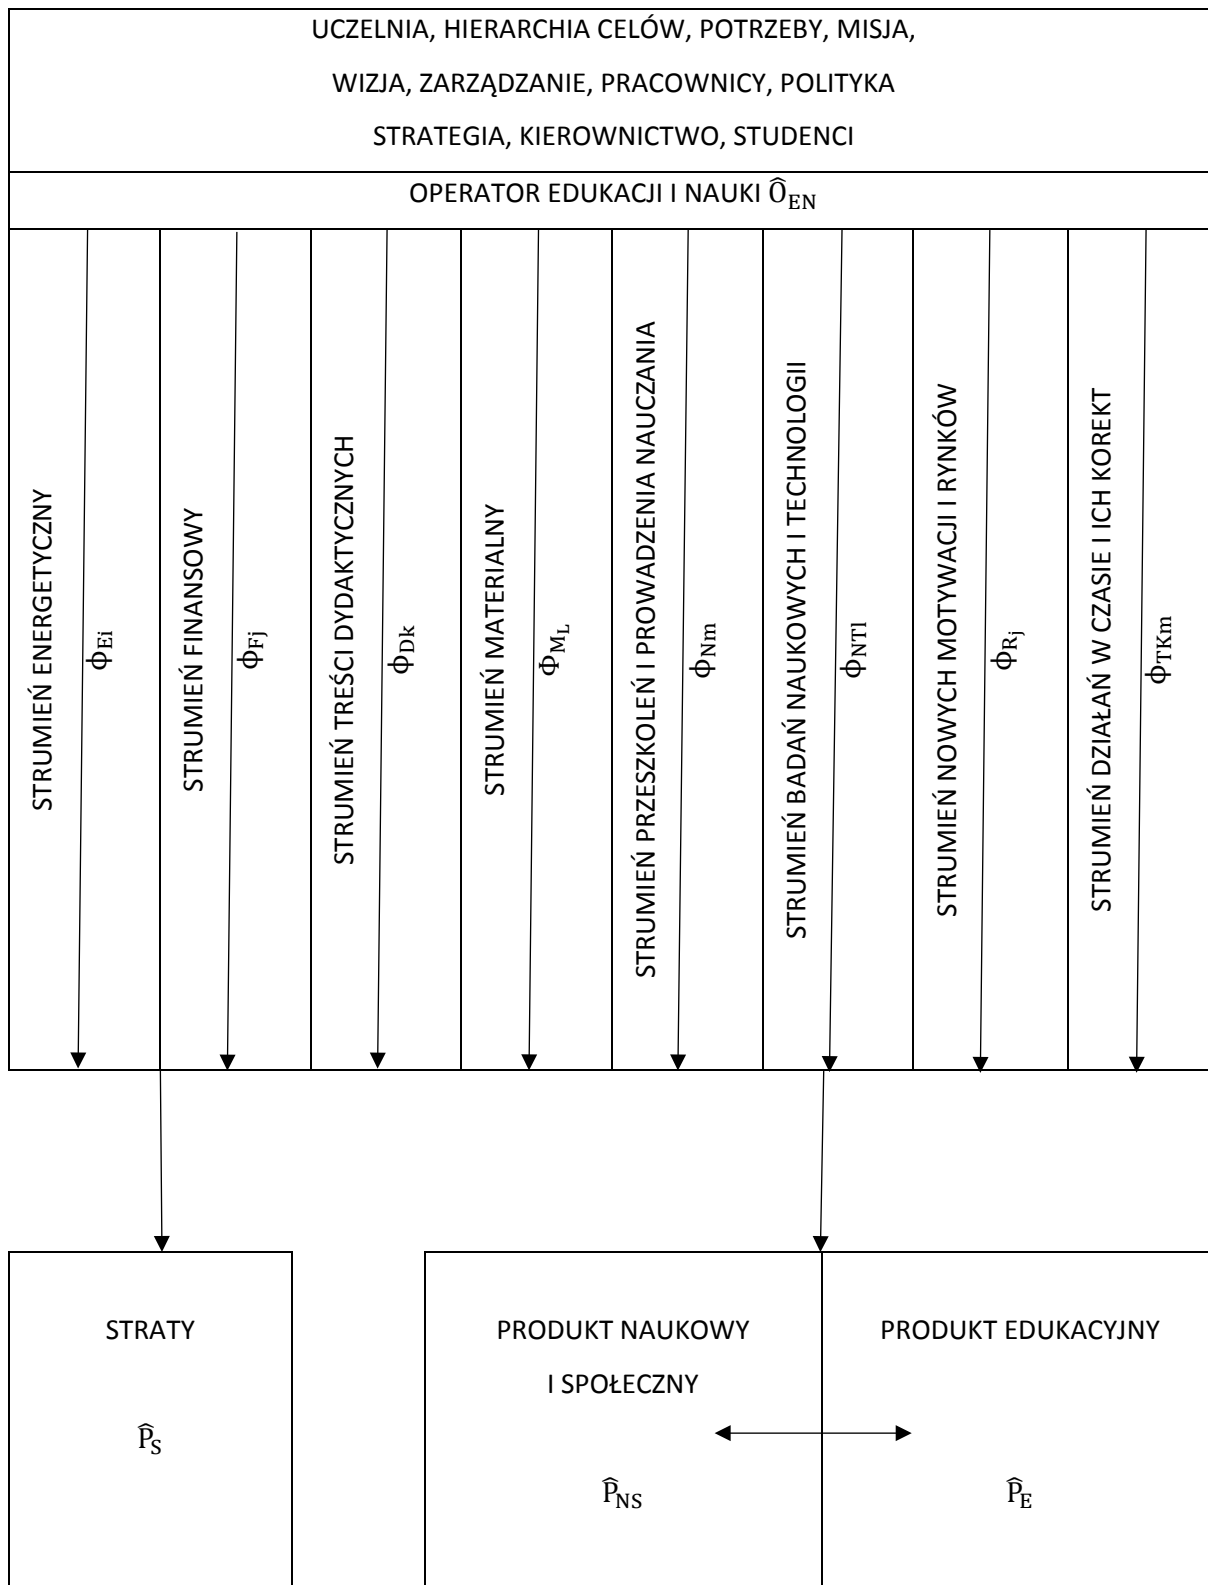 UCZELNIA, HIERARCHIA CELÓW, POTRZEBY, MISJA,
WIZJA, ZARZĄDZANIE, PRACOWNICY, POLITYKA
STRATEGIA, KIEROWNICTWO, STUDENCI
OPERATOR EDUKACJI I NAUKI Ô_EN
STRUMIEŃ ENERGETYCZNY
ϕ_Ei
STRUMIEŃ FINANSOWY
ϕ_Fj
STRUMIEŃ TREŚCI DYDAKTYCZNYCH
ϕ_Dk
STRUMIEŃ MATERIALNY
Φ_M_L
STRUMIEŃ PRZESZKOLEŃ I PROWADZENIA NAUCZANIA
ϕ_Nm
STRUMIEŃ BADAŃ NAUKOWYCH I TECHNOLOGII
ϕ_NTl
STRUMIEŃ NOWYCH MOTYWACJI I RYNKÓW
ϕ_R_j
STRUMIEŃ DZIAŁAŃ W CZASIE I ICH KOREKT
ϕ_TKm
STRATY
P̂_S
PRODUKT NAUKOWY
I SPOŁECZNY
P̂_NS
PRODUKT EDUKACYJNY
P̂_E